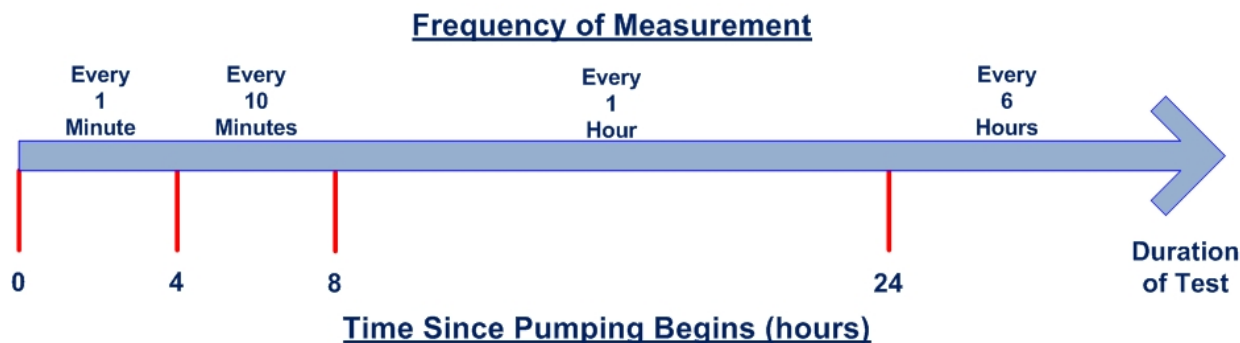 Frequency of Measurement
Every
1
Minute
Every
10
Minutes
Every
1
Hour
Every
6
Hours
0
4
8
24
Duration
of Test
Time Since Pumping Begins (hours)